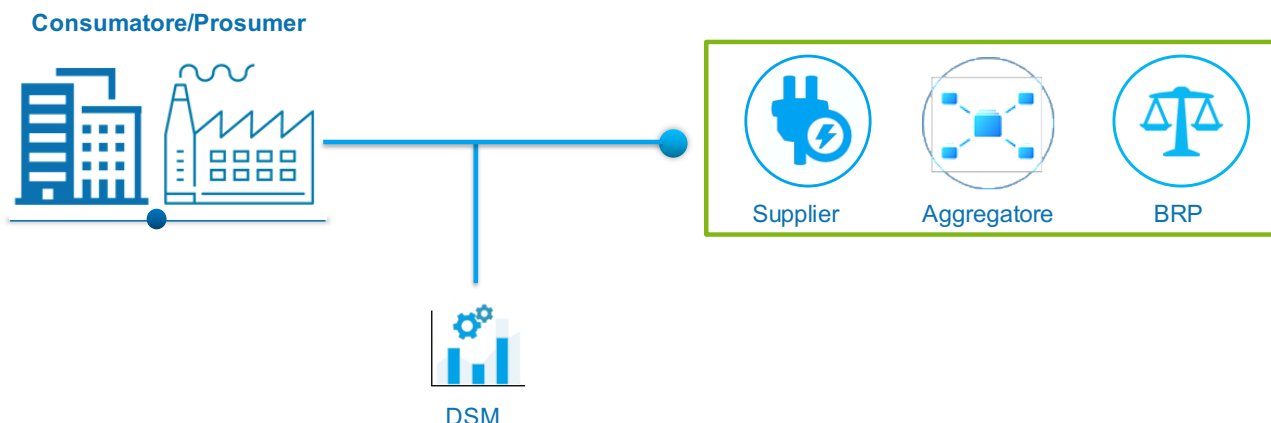 Consumatore/Prosumer
Supplier
Aggregatore
BRP
DSM